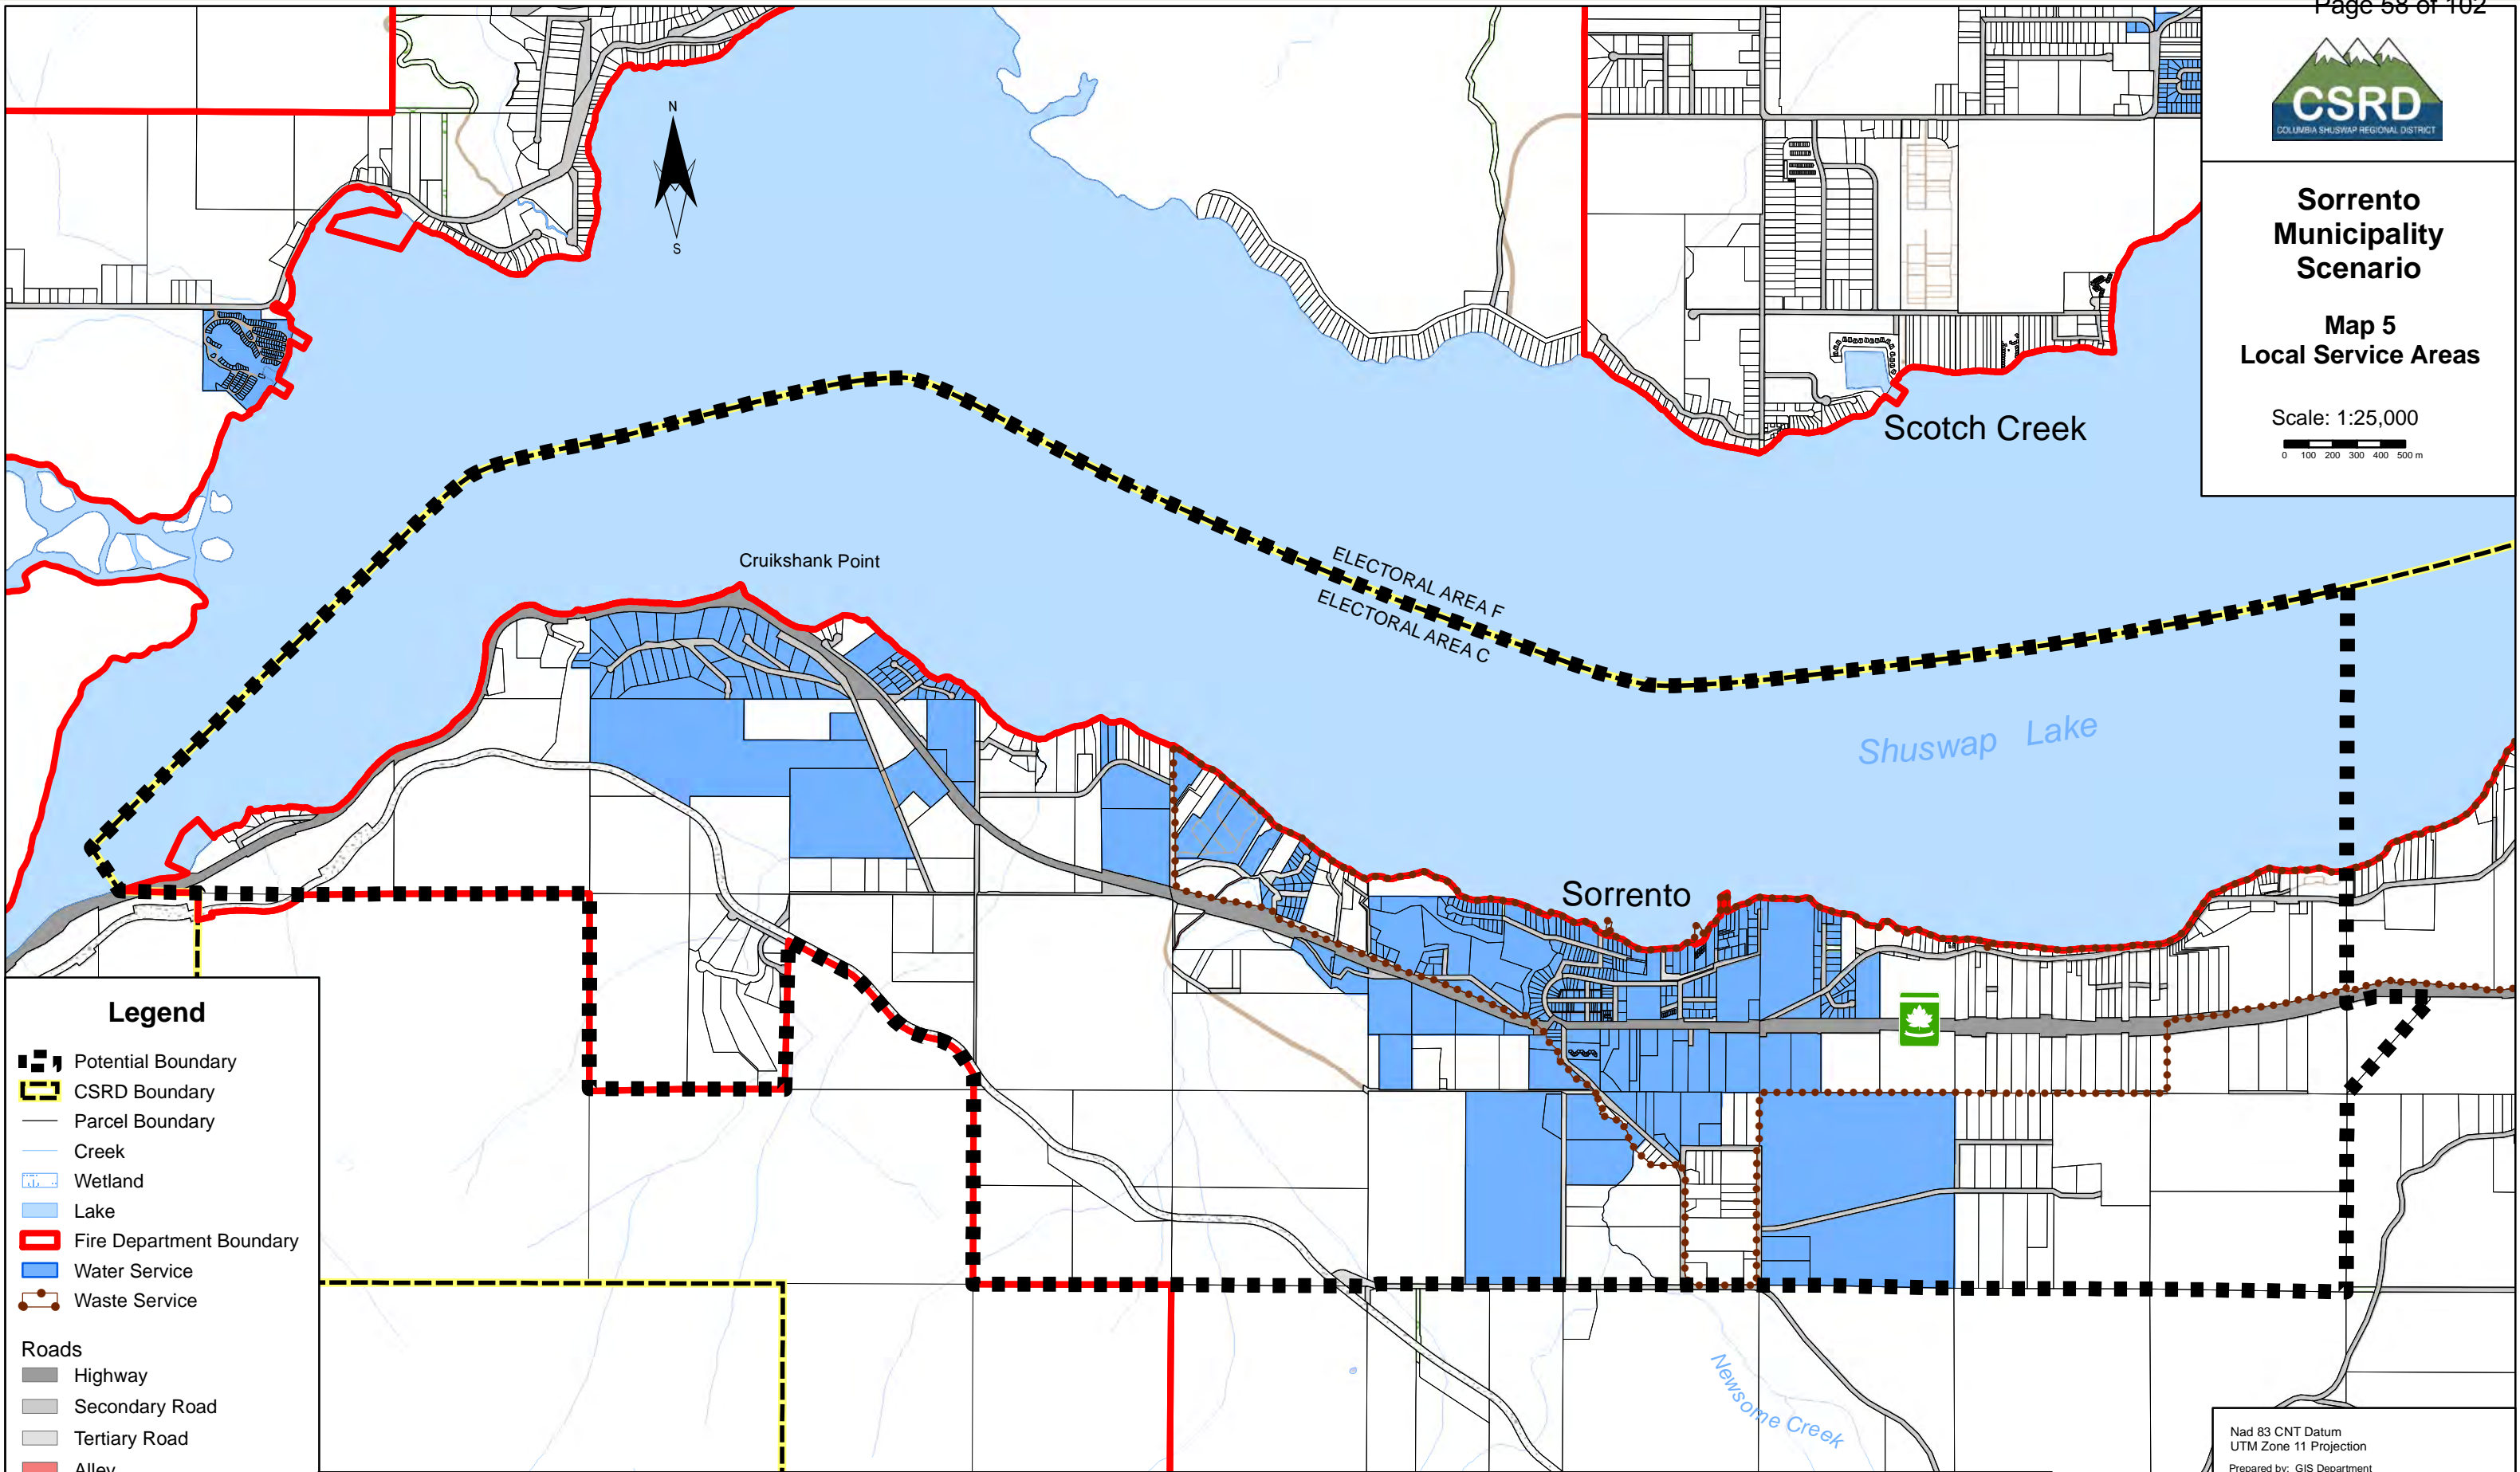 Page 58 of 102
CSRD
COLUMBIA SHUSWAP REGIONAL DISTRICT
Sorrento
Municipality
Scenario
Map 5
Local Service Areas
Scale: 1:25,000
0 100 200 300 400 500 m
N
S
Scotch Creek
Cruikshank Point
ELECTORAL AREA F
ELECTORAL AREA C
Shuswap Lake
Sorrento
Newsome Creek
Legend
Potential Boundary
CSRD Boundary
Parcel Boundary
Creek
Wetland
Lake
Fire Department Boundary
Water Service
Waste Service
Roads
Highway
Secondary Road
Tertiary Road
Alley
Nad 83 CNT Datum
UTM Zone 11 Projection
Prepared by: GIS Department